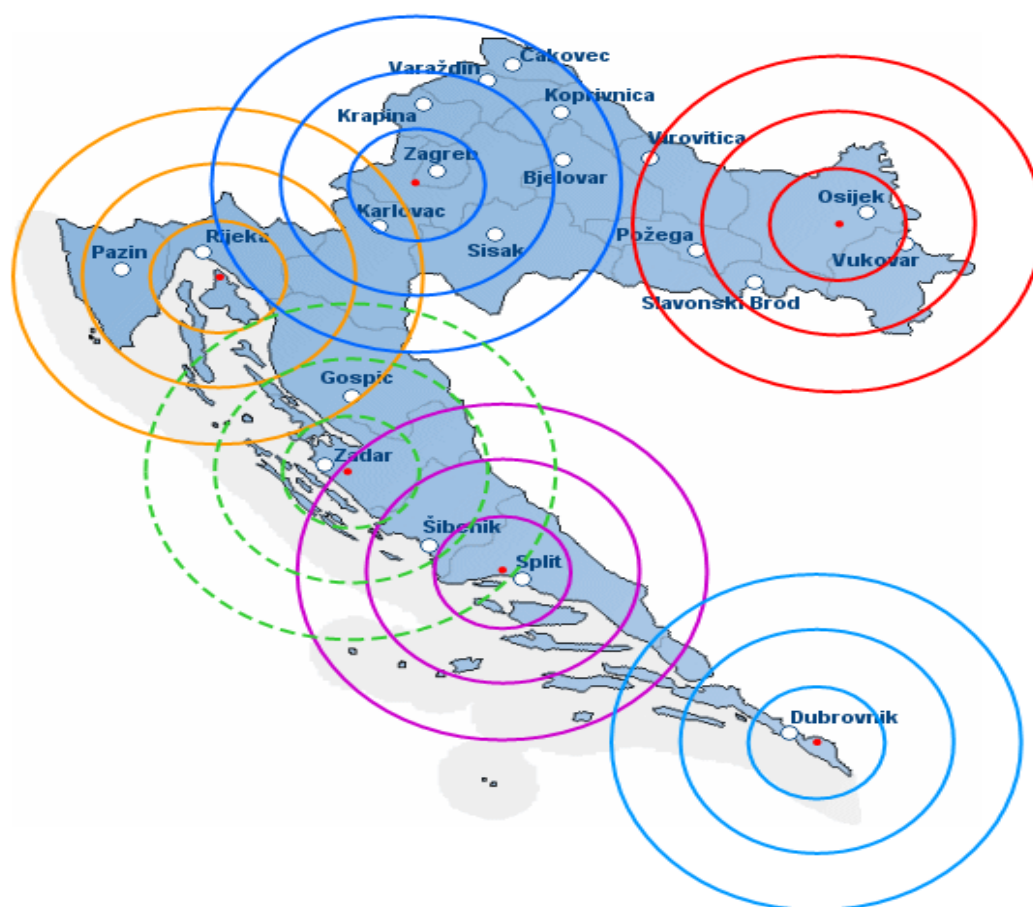 Čakovec
Varaždin
Koprivnica
Krapina
Virovitica
Zagreb
Bjelovar
Osijek
Karlovac
Rijeka
Sisak
Požega
Pazin
Vukovar
Slavonski Brod
Gospic
Zadar
Šibenik
Split
Dubrovnik